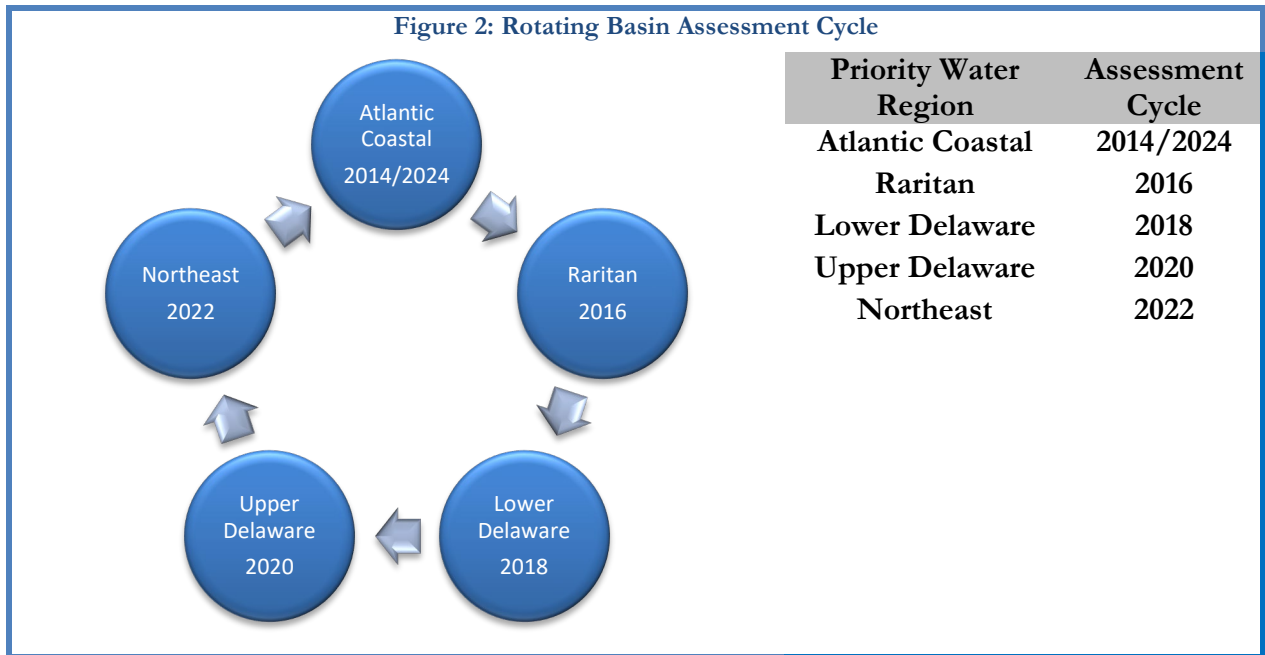 Figure 2: Rotating Basin Assessment Cycle
Atlantic
Coastal
2014/2024
Raritan
2016
Lower
Delaware
2018
Upper
Delaware
2020
Northeast
2022
Priority Water Assessment
Region Cycle
Atlantic Coastal 2014/2024
Raritan 2016
Lower Delaware 2018
Upper Delaware 2020
Northeast 2022